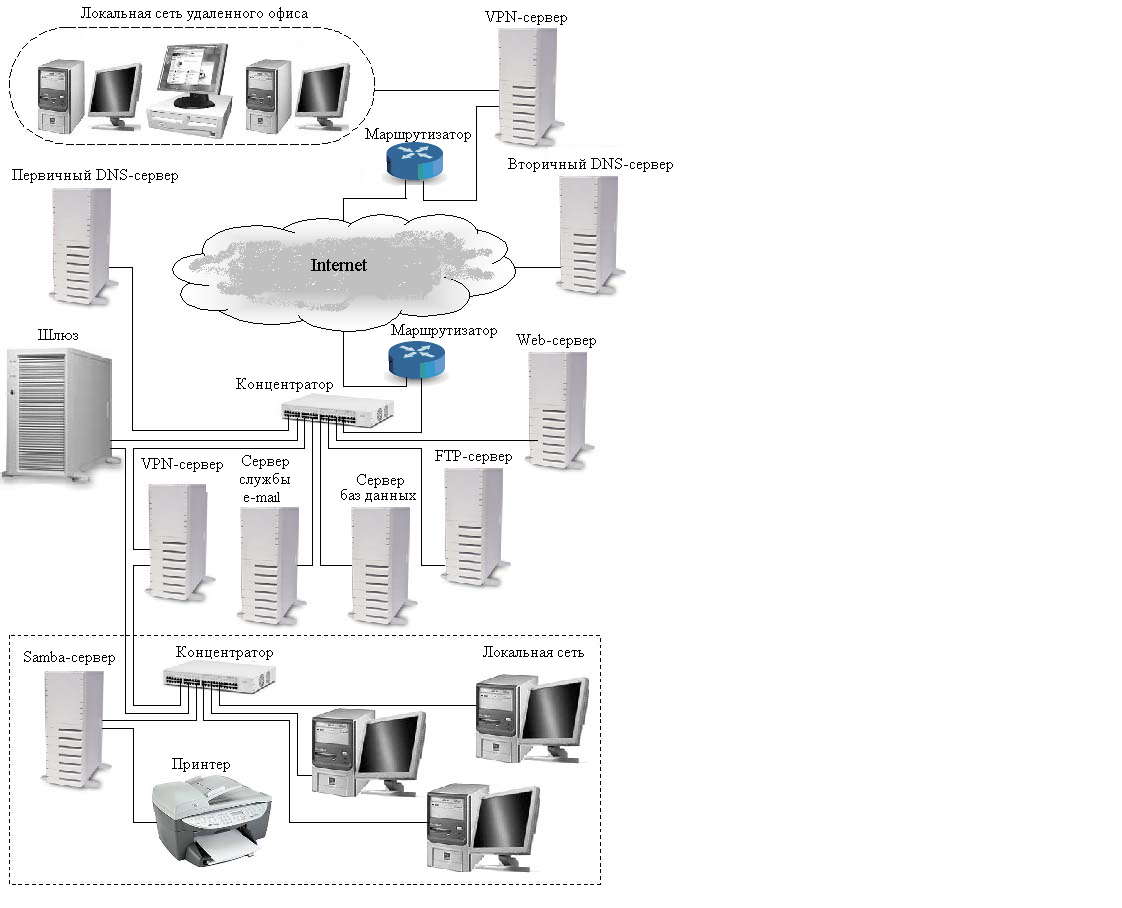 Локальная сеть удаленного офиса
VPN-сервер
Маршрутизатор
Вторичный DNS-сервер
Первичный DNS-сервер
Internet
Маршрутизатор
Шлюз
Web-сервер
Концентратор
FTP-сервер
VPN-сервер
Сервер
службы
e-mail
Сервер
баз данных
Samba-сервер
Концентратор
Локальная сеть
Принтер